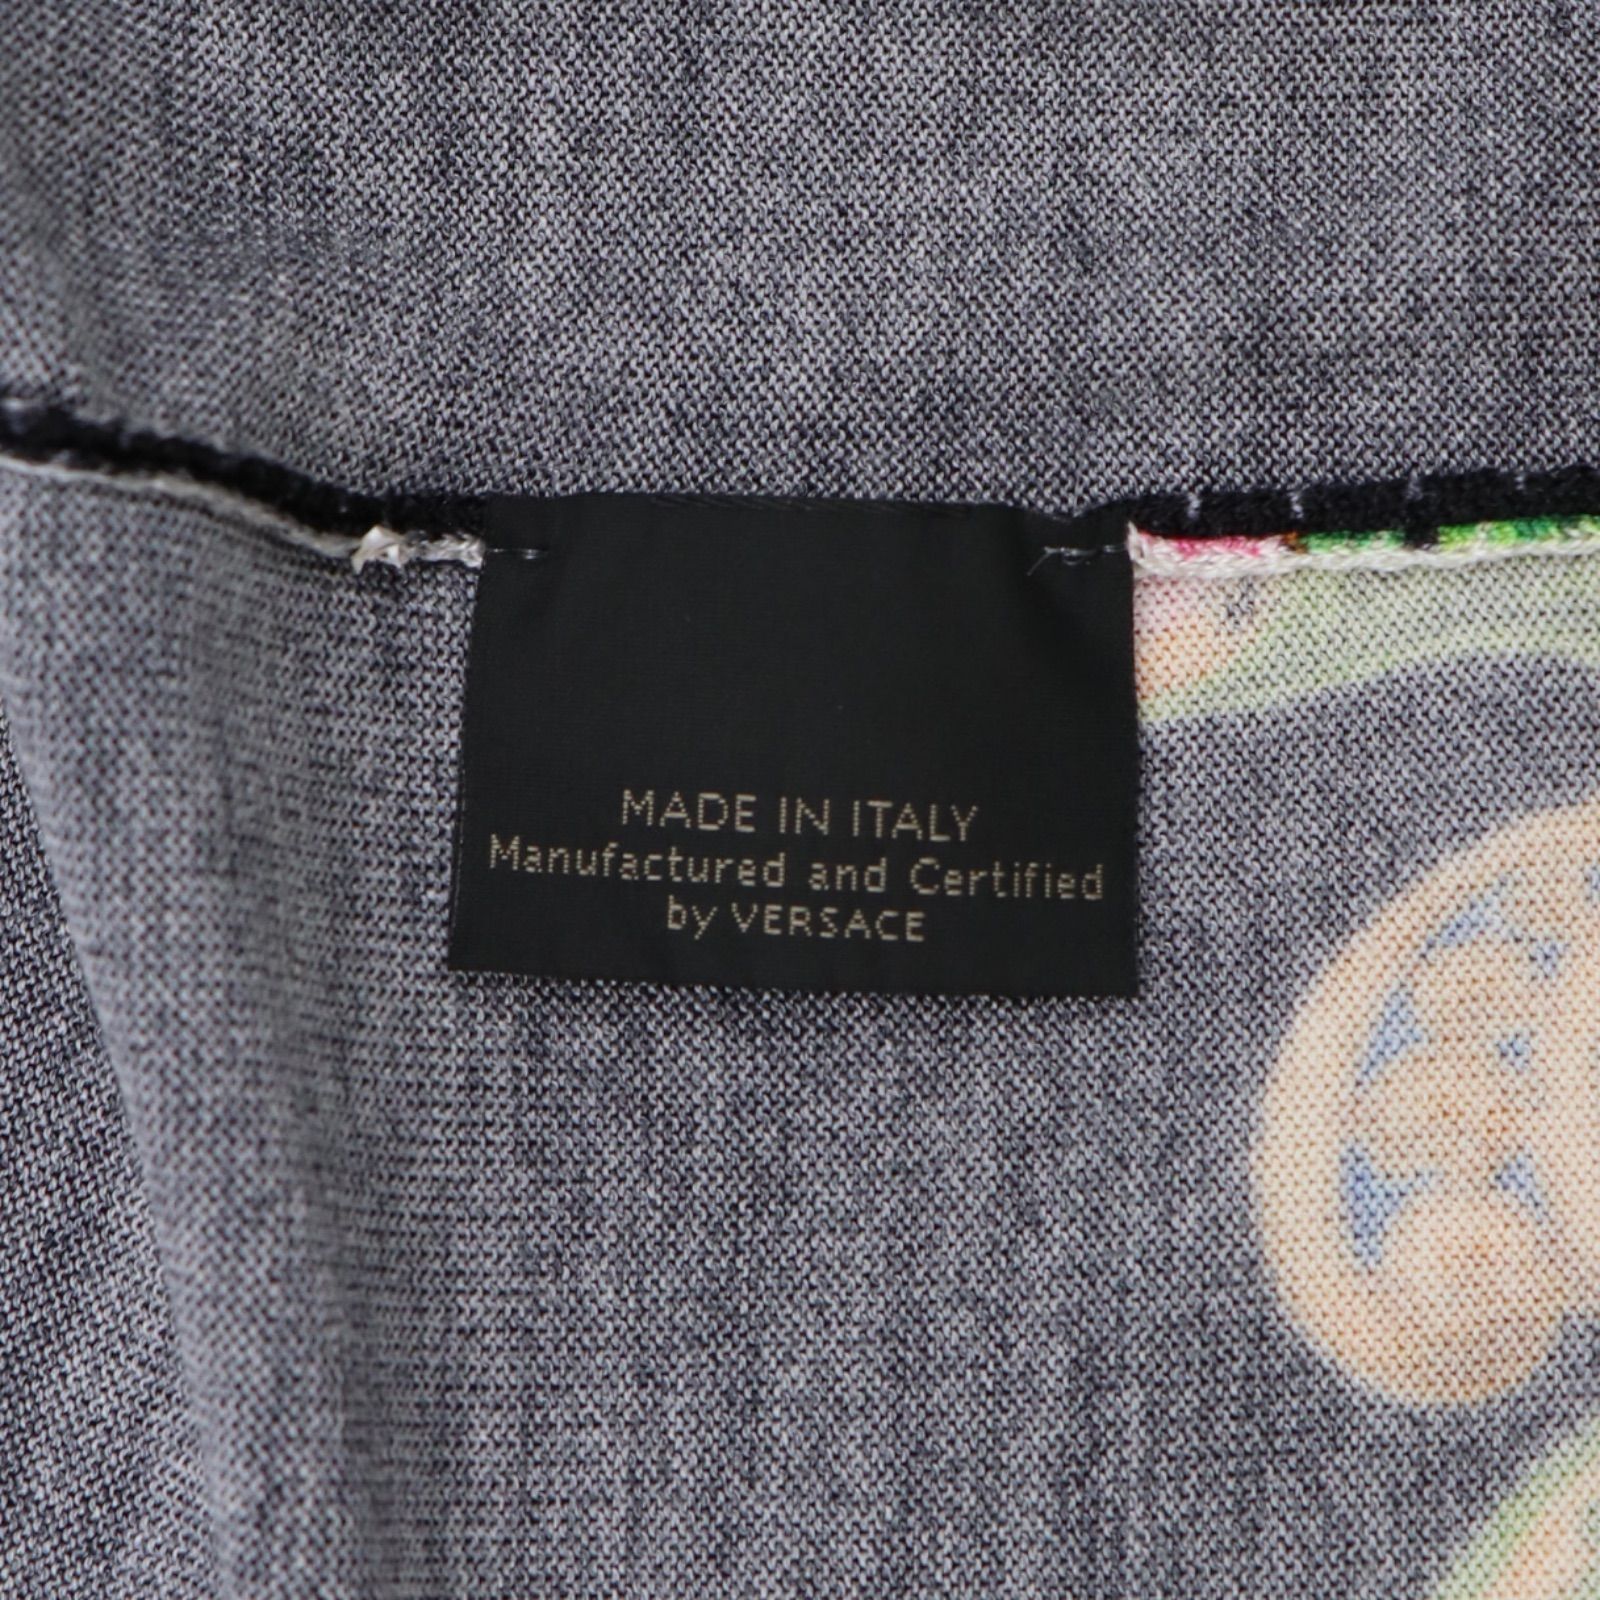 MADE IN ITALY
Manufactured and Certified
by VERSACE